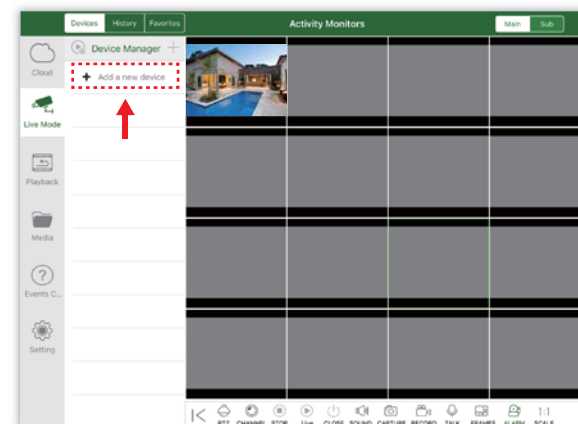 Devices History Favorites Activity Monitors Main Sub
Cloud
Device Manager
Add a new device
Live Mode
Playback
Media
Events C...
Setting
PTZ CHANNEL STOP Live CLOSE SOUND CAPTURE RECORD TALK FRAMES ALARM SCALE
1:1